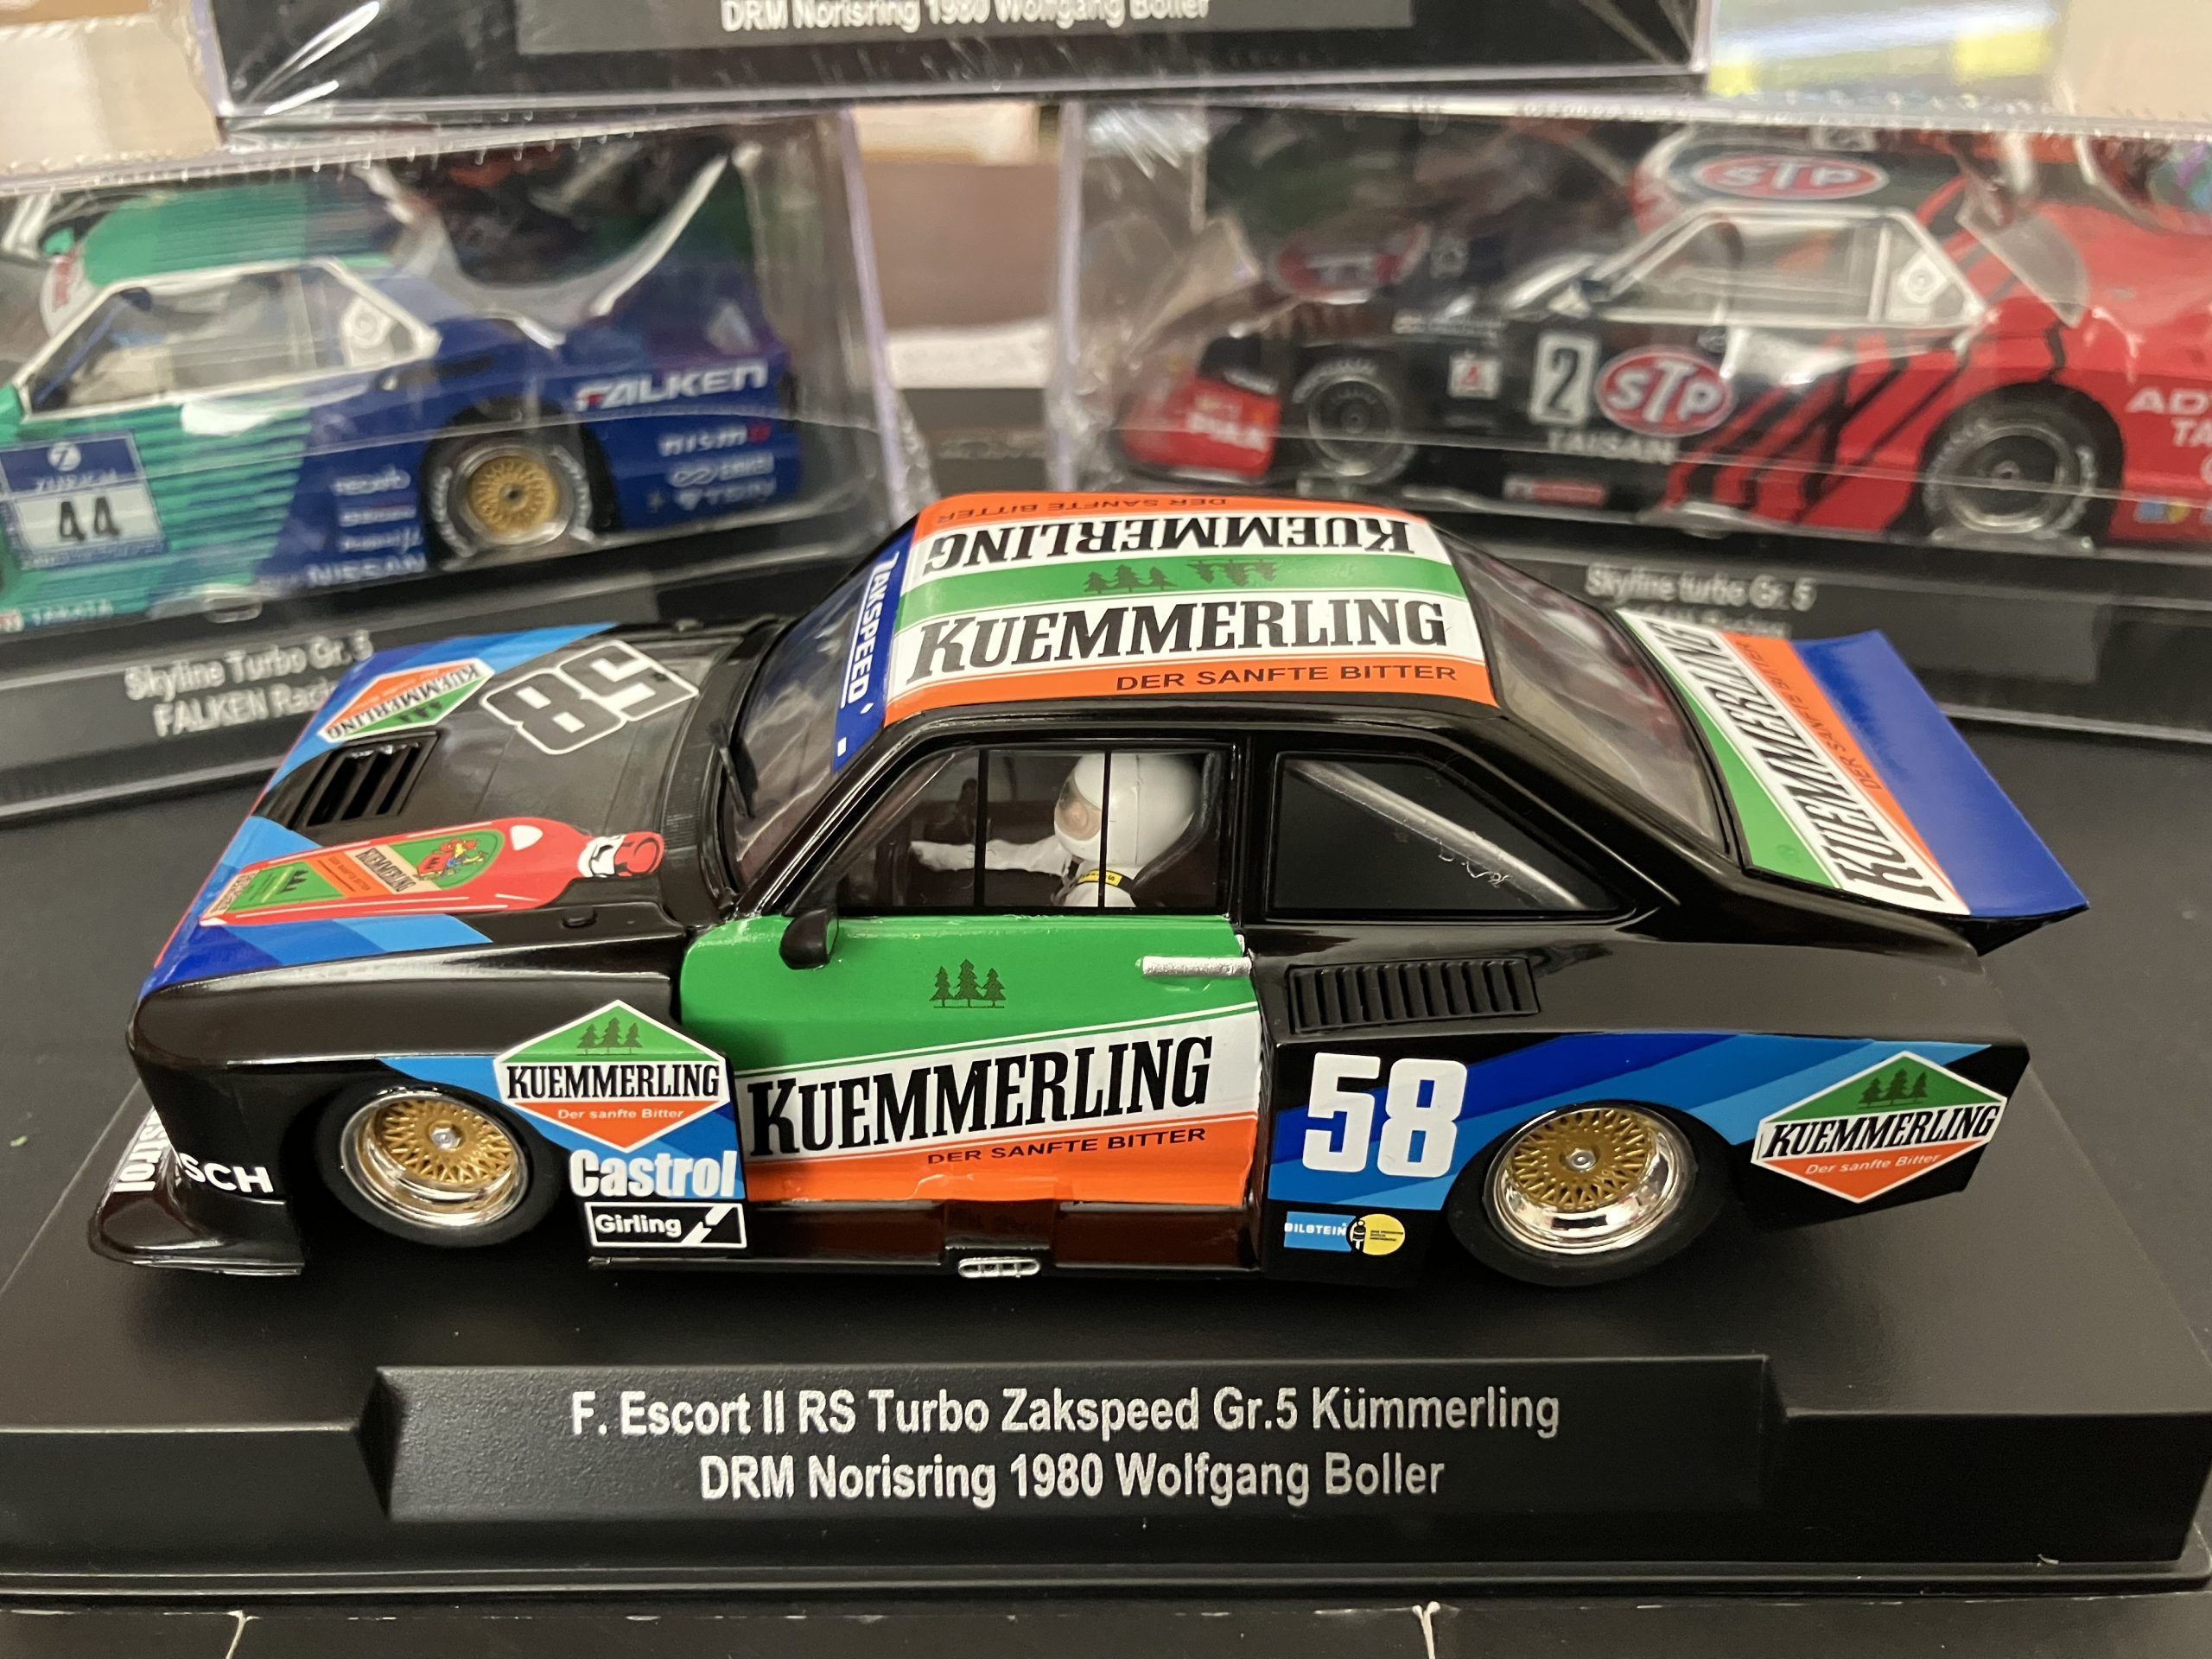 DRM Norisring 1980 Wolfgang Boller
STP
FALKEN
2
STP
TAISAN
NISMO
44
NISSAN
Skyline Turbo Gr. 5
FALKEN
Skyline turbo Gr. 5
DER SANFTE BITTER
KUEMMERLING
KUEMMERLING
DER SANFTE BITTER
ZAKSPEED
58
KUEMMERLING
KUEMMERLING
KUEMMERLING
DER SANFTE BITTER
KUEMMERLING
Der sanfte Bitter
KUEMMERLING
DER SANFTE BITTER
58
KUEMMERLING
Der sanfte Bitter
Castrol
Girling
BILSTEIN
SCH
F. Escort II RS Turbo Zakspeed Gr.5 Kümmerling
DRM Norisring 1980 Wolfgang Boller